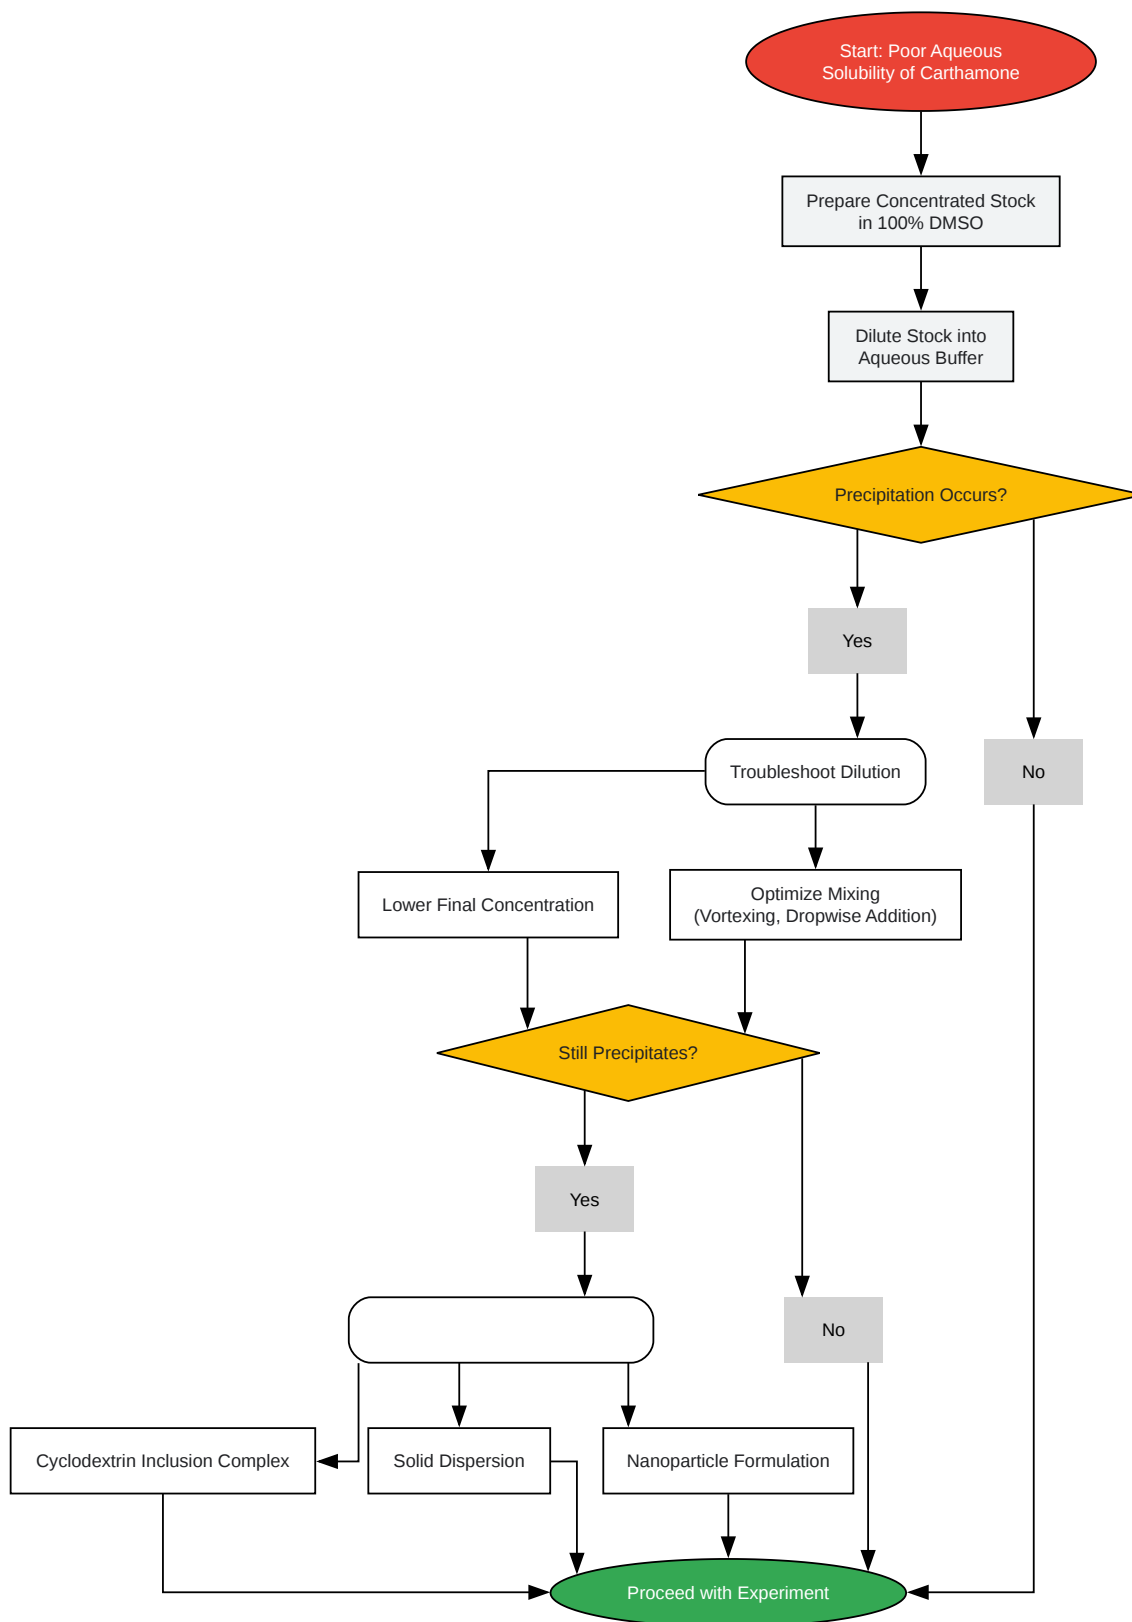 Start: Poor Aqueous
Solubility of Carthamone
Prepare Concentrated Stock
in 100% DMSO
Dilute Stock into
Aqueous Buffer
Precipitation Occurs?
Yes
Troubleshoot Dilution
No
Lower Final Concentration
Optimize Mixing
(Vortexing, Dropwise Addition)
Still Precipitates?
Yes
No
Cyclodextrin Inclusion Complex
Solid Dispersion
Nanoparticle Formulation
Proceed with Experiment